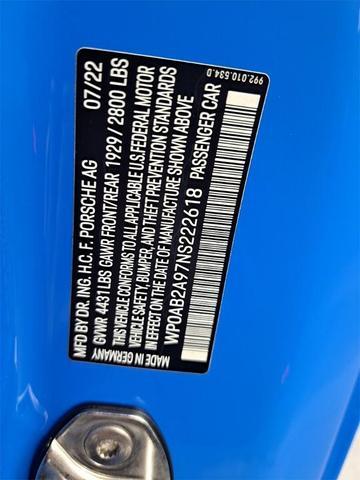 MFD BY DR. ING. H.C. F. PORSCHE AG 07/22
GVWR 4431 LBS GAWR FRONT/REAR 1929 / 2800 LBS
THIS VEHICLE CONFORMS TO ALL APPLICABLE U.S. FEDERAL MOTOR
VEHICLE SAFETY, BUMPER, AND THEFT PREVENTION STANDARDS
IN EFFECT ON THE DATE OF MANUFACTURE SHOWN ABOVE
WP0AB2A97NS222618 PASSENGER CAR
MADE IN GERMANY
992.010.534.D